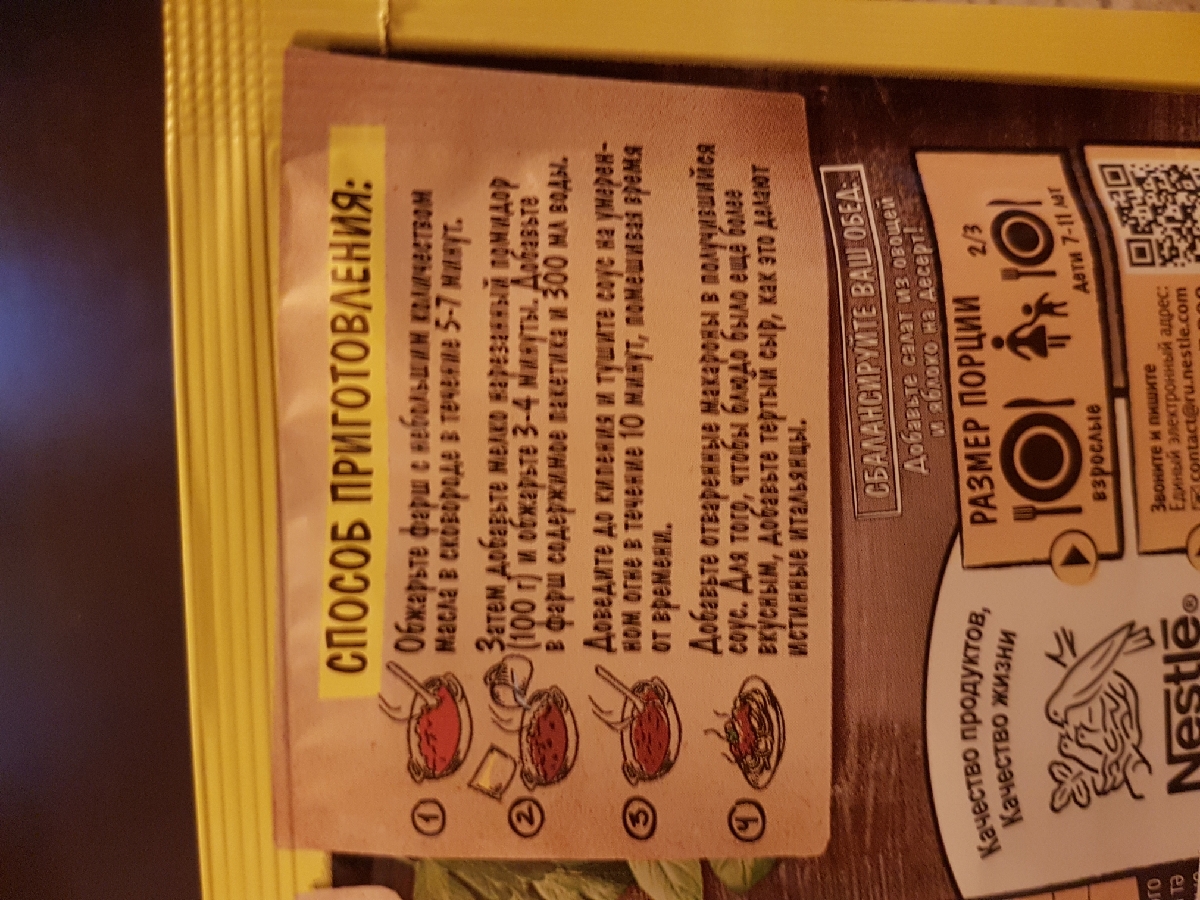 СПОСОБ ПРИГОТОВЛЕНИЯ:
1
Обжарьте фарш с небольшим количеством
масла в сковороде в течение 5-7 минут.
2
Затем добавьте мелко нарезанный помидор
(100 г) и обжарьте 3-4 минуты. Добавьте
в фарш содержимое пакетика и 300 мл воды.
3
Доведите до кипения и тушите соус на умерен-
ном огне в течение 10 минут, помешивая время
от времени.
4
Добавьте отваренные макароны в получившийся
соус. Для того, чтобы блюдо было ещё более
вкусным, добавьте тертый сыр, как это делают
истинные итальянцы.
СБАЛАНСИРУЙТЕ ВАШ ОБЕД:
Добавьте салат из овощей
и яблоко на десерт!
РАЗМЕР ПОРЦИИ
2/3
взрослые
дети 7-11 лет
Качество продуктов,
Качество жизни
Nestlé®
Звоните и пишите
Единый электронный адрес:
contact@ru.nestle.com